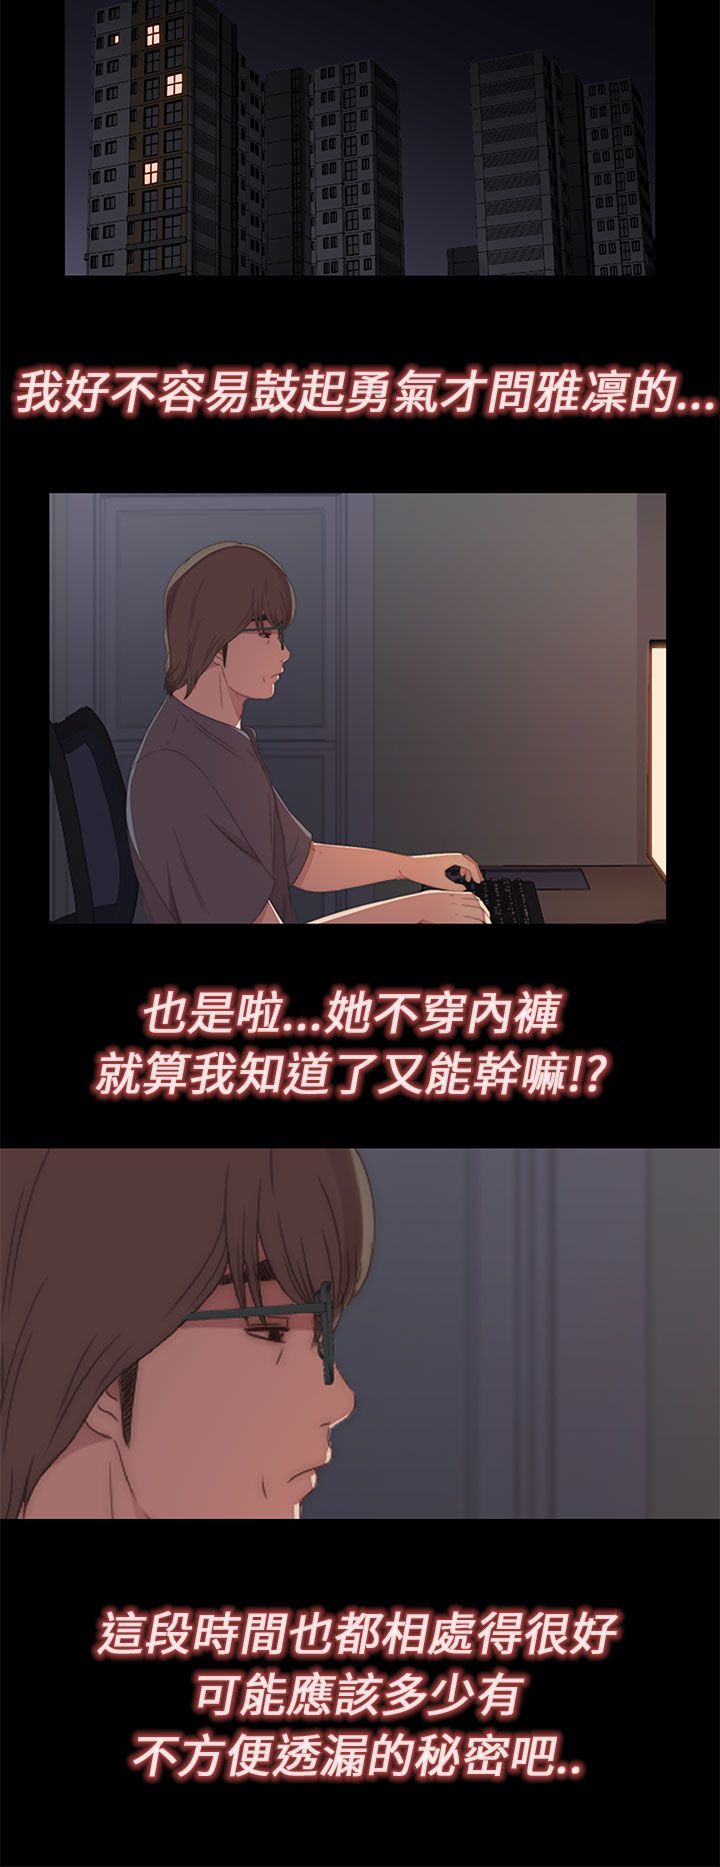 我好不容易鼓起勇氣才問雅凜的...
也是啦...她不穿內褲
就算我知道了又能幹嘛!?
這段時間也都相處得很好
可能應該多少有
不方便透漏的秘密吧..